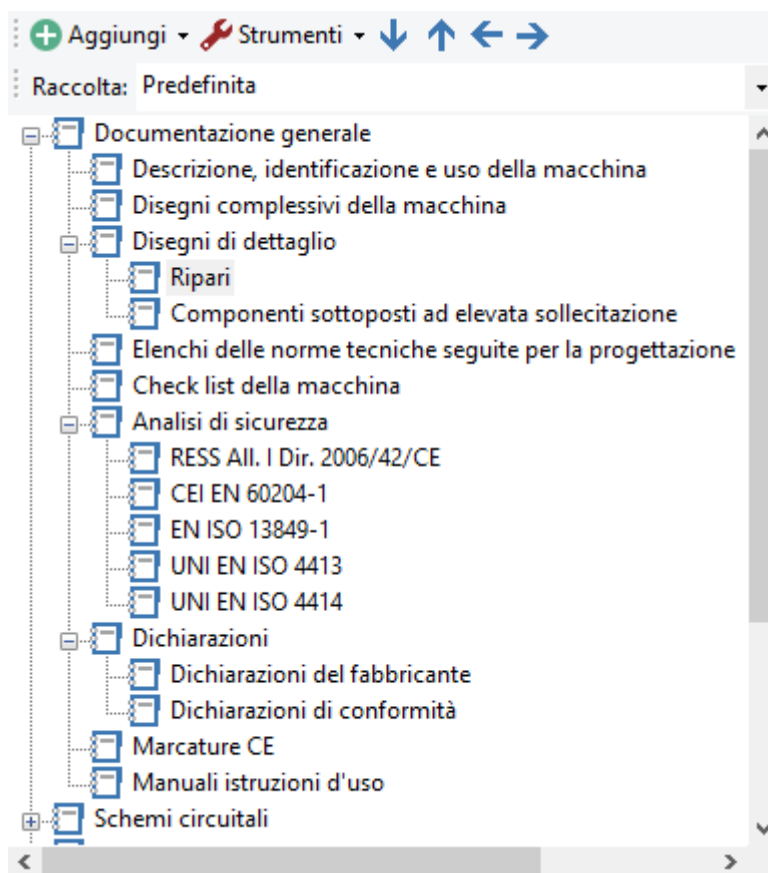 Aggiungi Strumenti
Raccolta: Predefinita
Documentazione generale
Descrizione, identificazione e uso della macchina
Disegni complessivi della macchina
Disegni di dettaglio
Ripari
Componenti sottoposti ad elevata sollecitazione
Elenchi delle norme tecniche seguite per la progettazione
Check list della macchina
Analisi di sicurezza
RESS All. I Dir. 2006/42/CE
CEI EN 60204-1
EN ISO 13849-1
UNI EN ISO 4413
UNI EN ISO 4414
Dichiarazioni
Dichiarazioni del fabbricante
Dichiarazioni di conformità
Marcature CE
Manuali istruzioni d'uso
Schemi circuitali